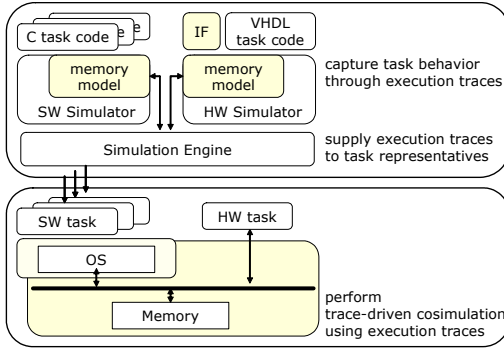 C task code
e
e
IF
VHDL
task code
memory
model
memory
model
capture task behavior
through execution traces
SW Simulator
HW Simulator
Simulation Engine
supply execution traces
to task representatives
SW task
HW task
OS
Memory
perform
trace-driven cosimulation
using execution traces